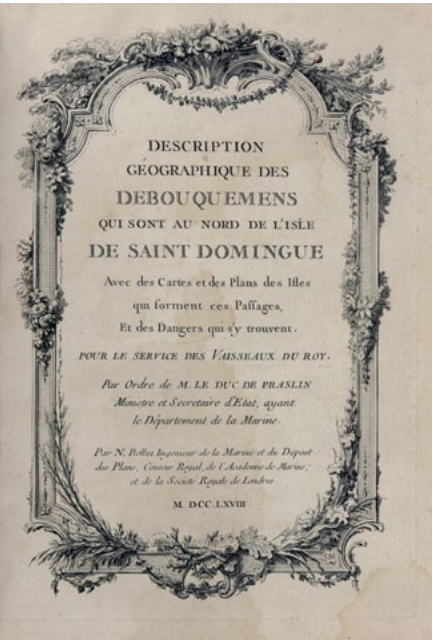 DESCRIPTION
GÉOGRAPHIQUE DES
DEBOUQUEMENS
QUI SONT AU NORD DE L'ISLE
DE SAINT DOMINGUE
Avec des Cartes et des Plans des Isles
qui forment ces Passages,
Et des Dangers qui s'y trouvent.
POUR LE SERVICE DES VAISSEAUX DU ROY.
Par Ordre de M. LE DUC DE PRASLIN
Ministre et Secretaire d'Etat, ayant
le Département de la Marine.
Par N. Bellin Ingenieur de la Marine et du Depost
des Plans, Censeur Royal, de l'Academie de Marine,
et de la Societé Royale de Londres.
M. DCC. LXVIII